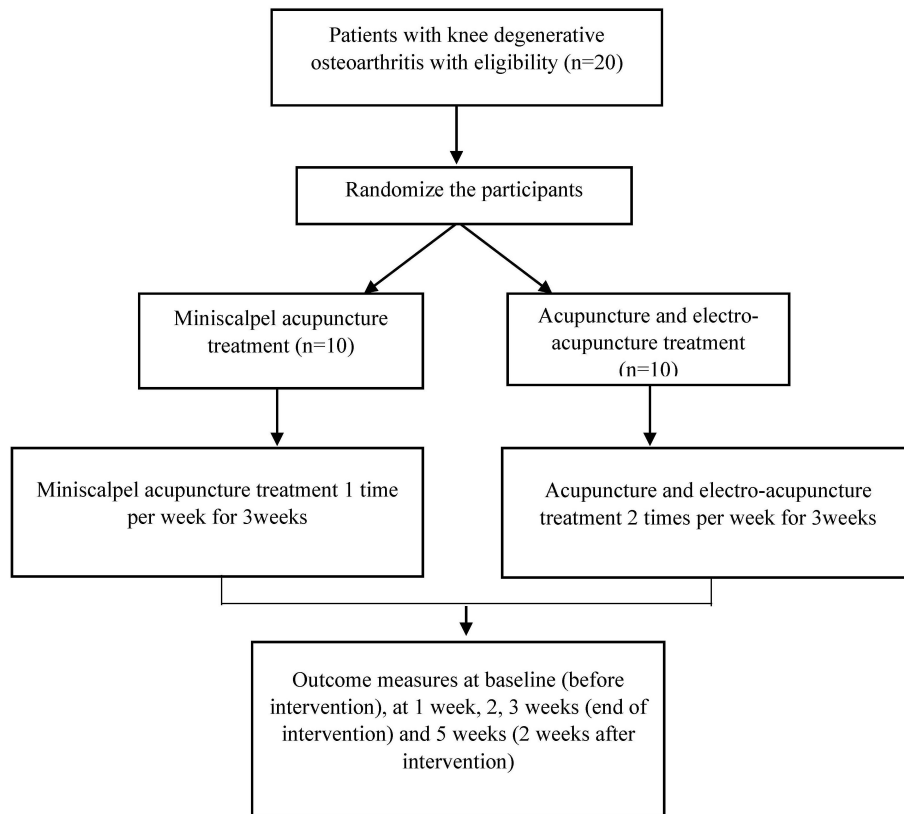 Patients with knee degenerative
osteoarthritis with eligibility (n=20)
Randomize the participants
Miniscalpel acupuncture
treatment (n=10)
Acupuncture and electro-
acupuncture treatment
(n=10)
Miniscalpel acupuncture treatment 1 time
per week for 3weeks
Acupuncture and electro-acupuncture
treatment 2 times per week for 3weeks
Outcome measures at baseline (before
intervention), at 1 week, 2, 3 weeks (end of
intervention) and 5 weeks (2 weeks after
intervention)